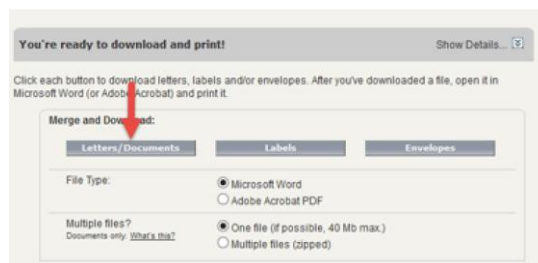 You're ready to download and print! Show Details...
Click each button to download letters, labels and/or envelopes. After you've downloaded a file, open it in
Microsoft Word (or Adobe Acrobat) and print it.
Merge and Download:
Letters/Documents Labels Envelopes
File Type: Microsoft Word
Adobe Acrobat PDF
Multiple files? One file (if possible, 40 Mb max.)
Documents only. What's this? Multiple files (zipped)